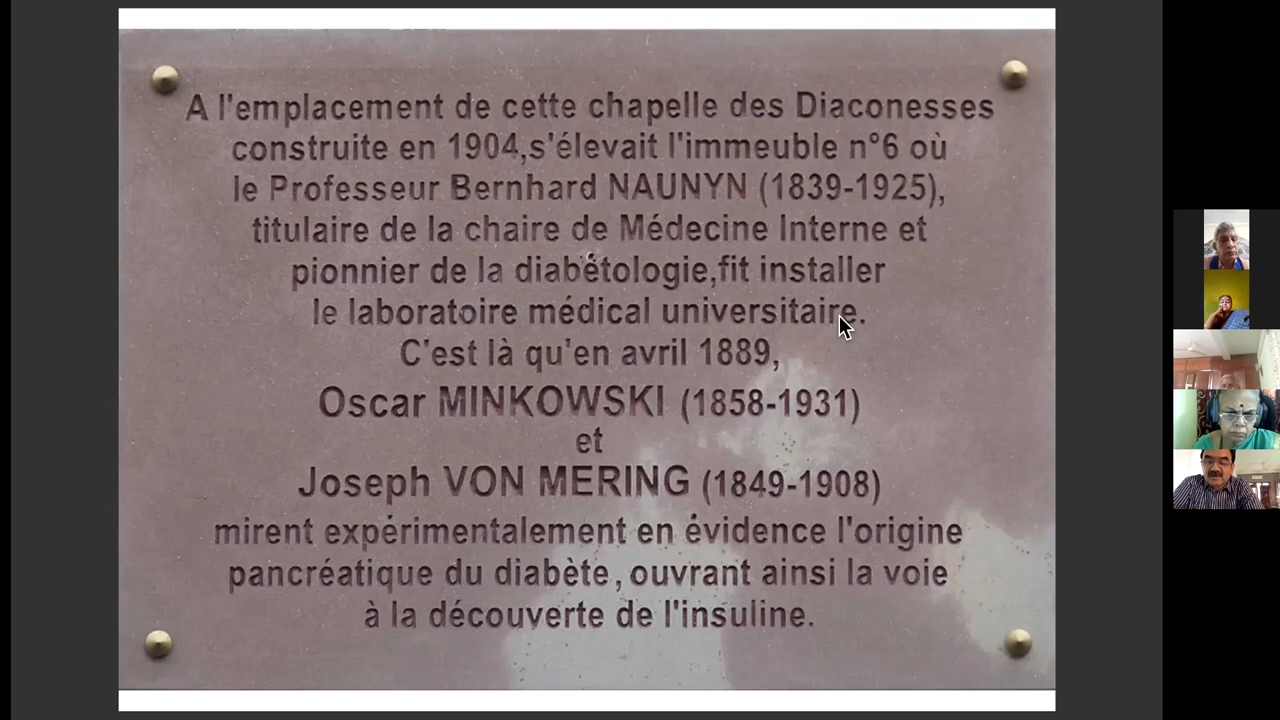 A l'emplacement de cette chapelle des Diaconesses
construite en 1904,s'élevait l'immeuble n°6 où
le Professeur Bernhard NAUNYN (1839-1925),
titulaire de la chaire de Médecine Interne et
pionnier de la diabétologie,fit installer
le laboratoire médical universitaire.
C'est là qu'en avril 1889,
Oscar MINKOWSKI (1858-1931)
et
Joseph VON MERING (1849-1908)
mirent expérimentalement en évidence l'origine
pancréatique du diabète, ouvrant ainsi la voie
à la découverte de l'insuline.